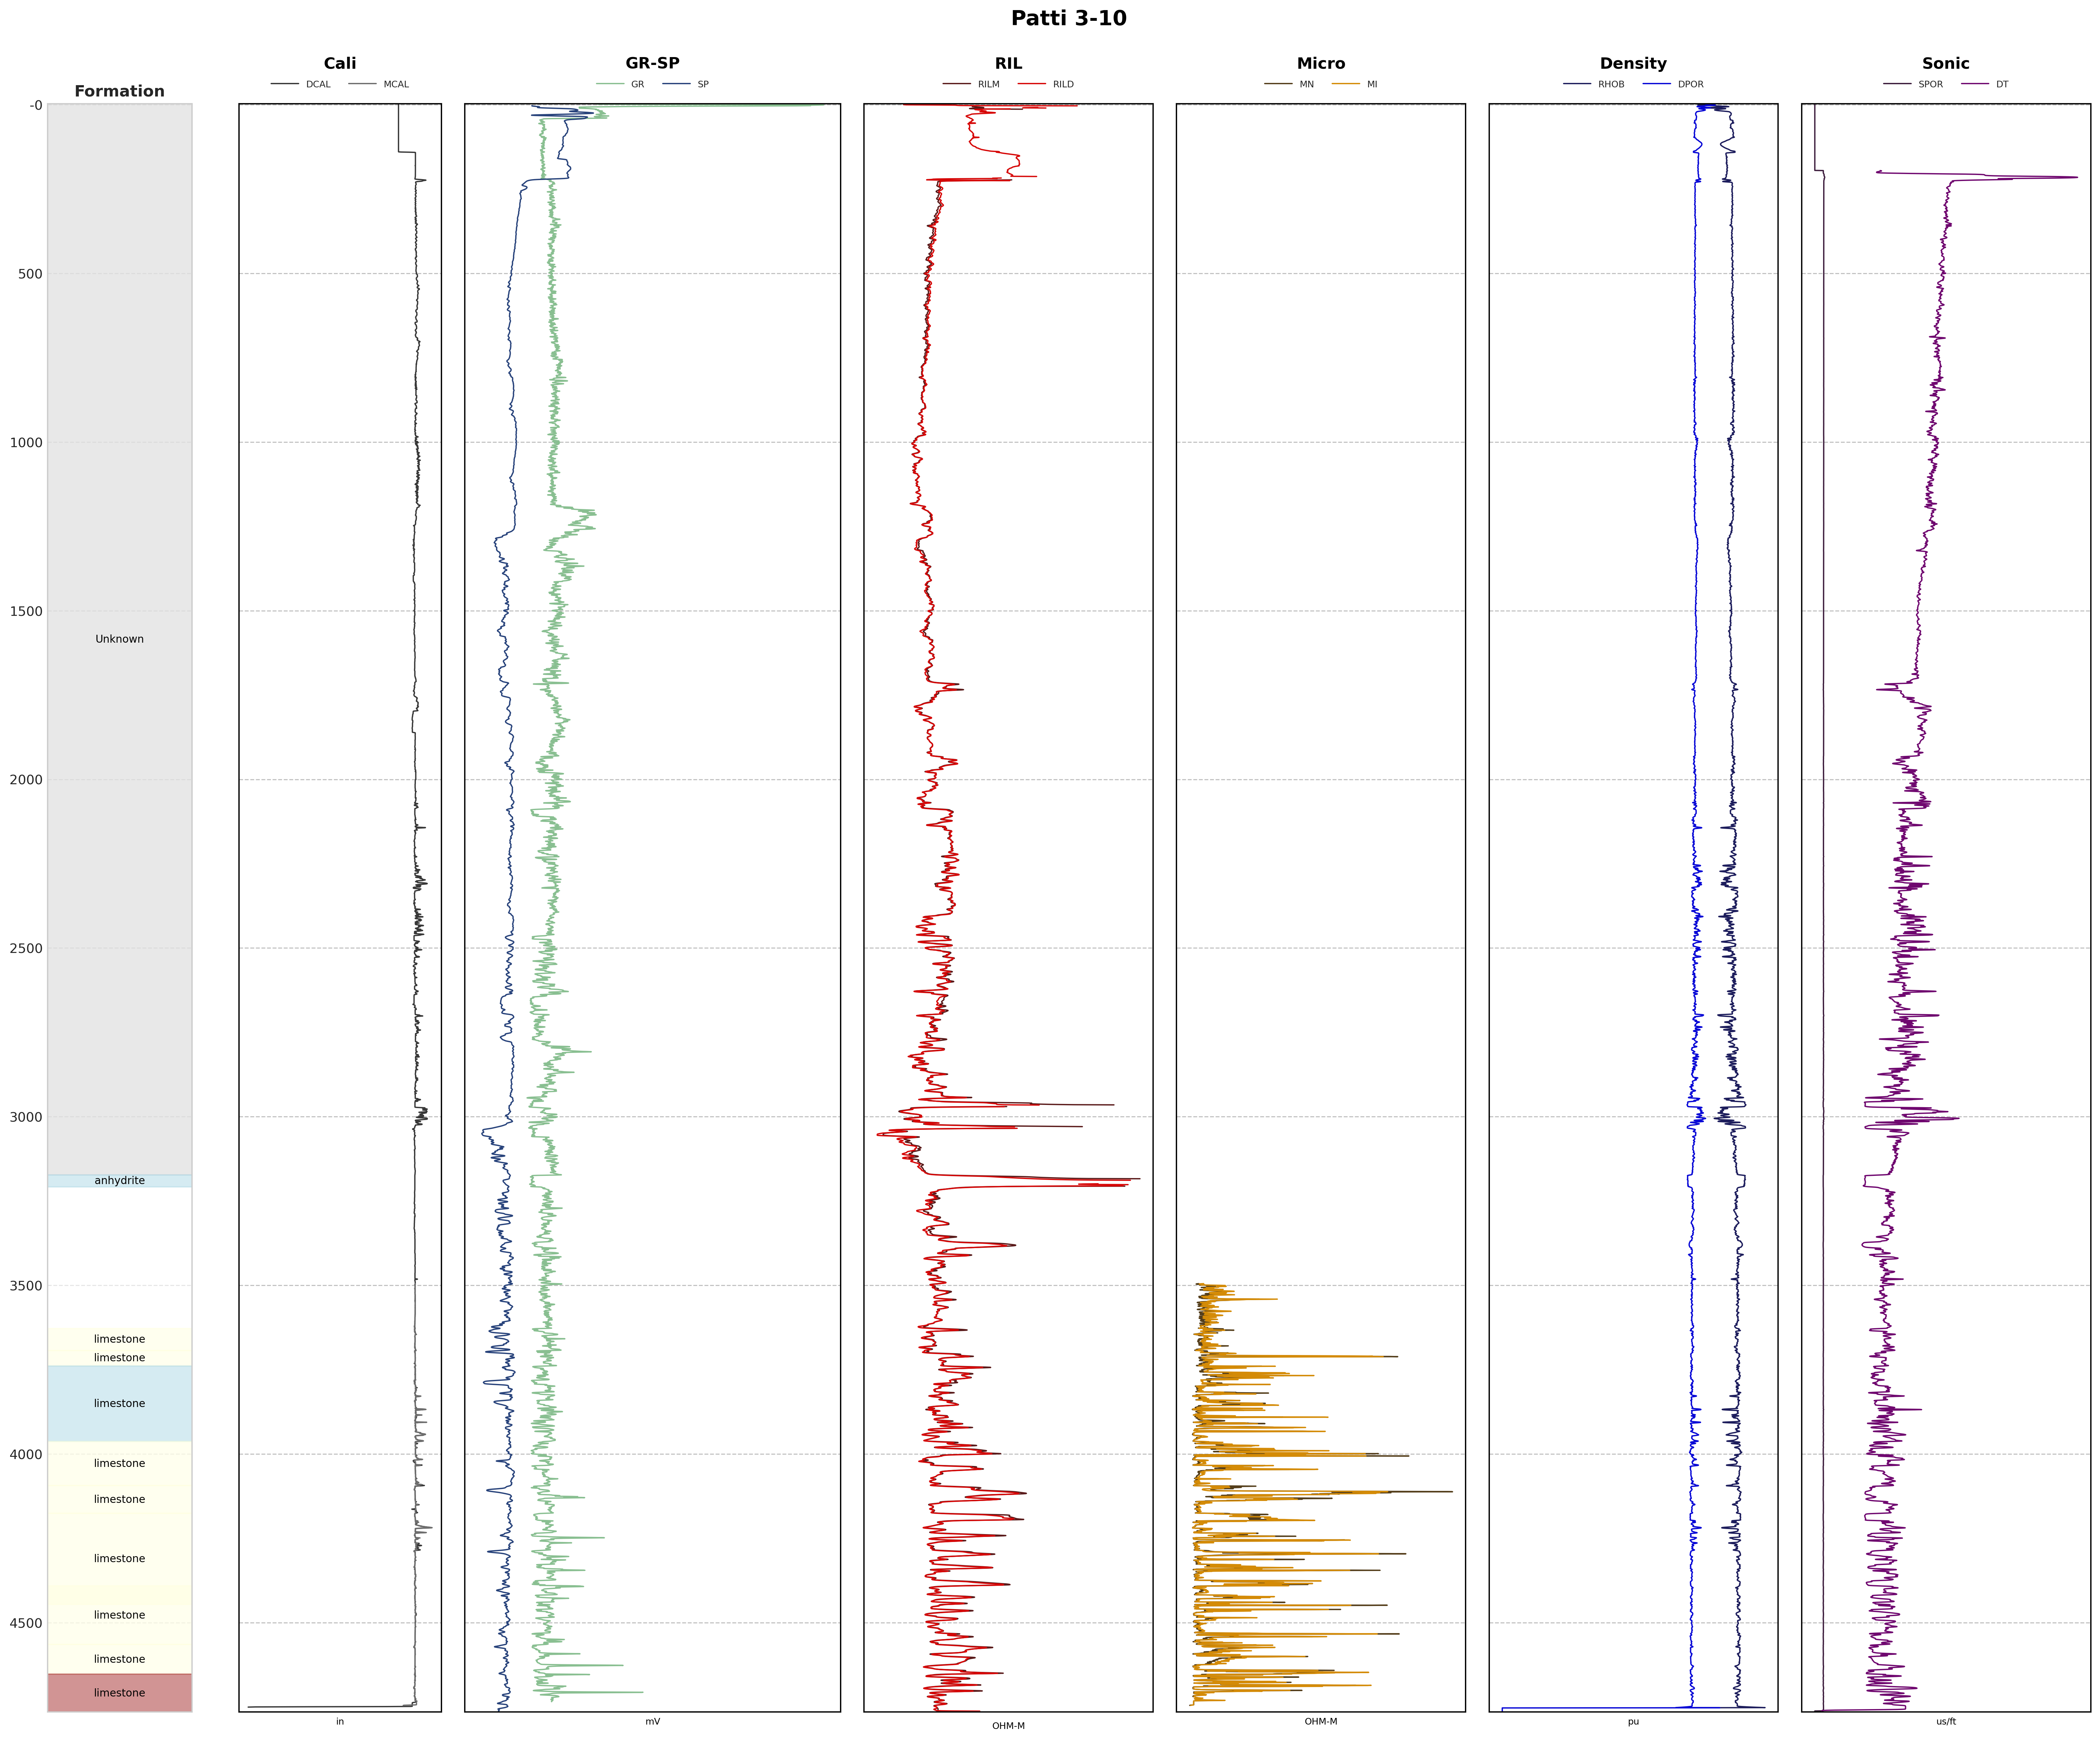 Patti 3-10
Formation
Cali
GR-SP
RIL
Micro
Density
Sonic
DCAL MCAL
GR SP
RILM RILD
MN MI
RHOB DPOR
SPOR DT
-0
500
1000
1500
Unknown
2000
2500
3000
anhydrite
3500
limestone
limestone
limestone
4000
limestone
limestone
limestone
limestone
4500
limestone
limestone
in
mV
OHM-M
OHM-M
pu
us/ft